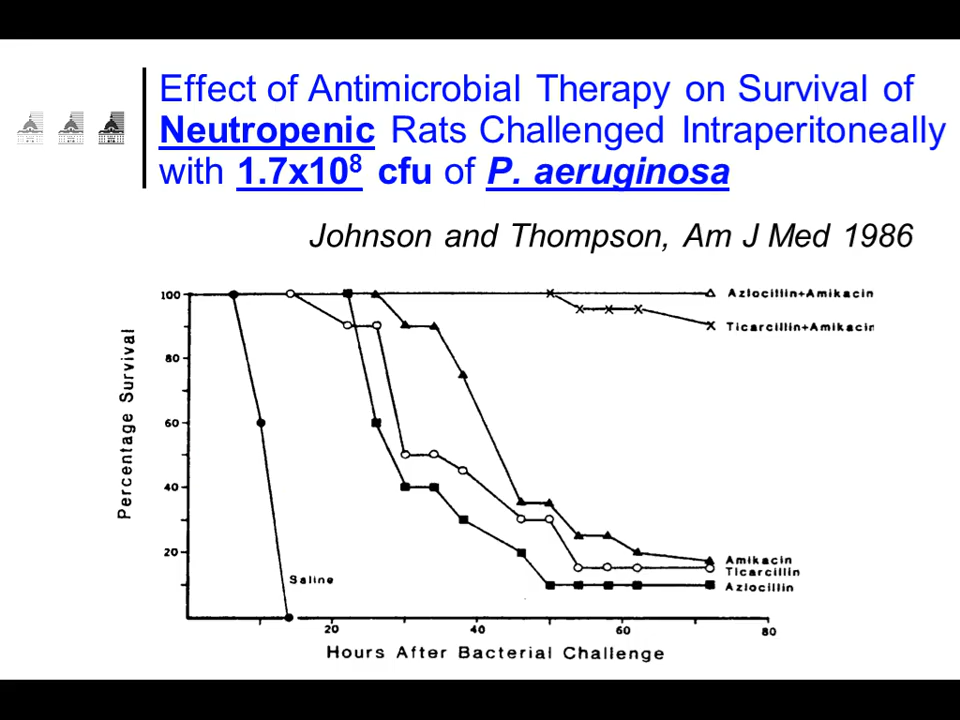 Effect of Antimicrobial Therapy on Survival of
Neutropenic Rats Challenged Intraperitoneally
with 1.7x10⁸ cfu of P. aeruginosa
Johnson and Thompson, Am J Med 1986
Percentage Survival
100
80
60
40
20
Azlocillin+Amikacin
Ticarcillin+Amikacin
Saline
Amikacin
Ticarcillin
Azlocillin
20 40 60 80
Hours After Bacterial Challenge